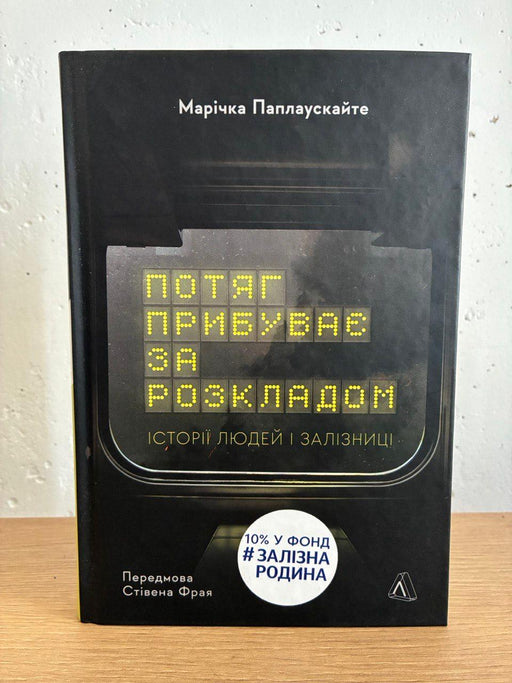 Марічка Паплаускайте
ПОТЯГ
ПРИБУВАЄ
ЗА
РОЗКЛАДОМ
ІСТОРІЇ ЛЮДЕЙ І ЗАЛІЗНИЦІ
10% У ФОНД
#ЗАЛІЗНА
РОДИНА
Передмова
Стівена Фрая